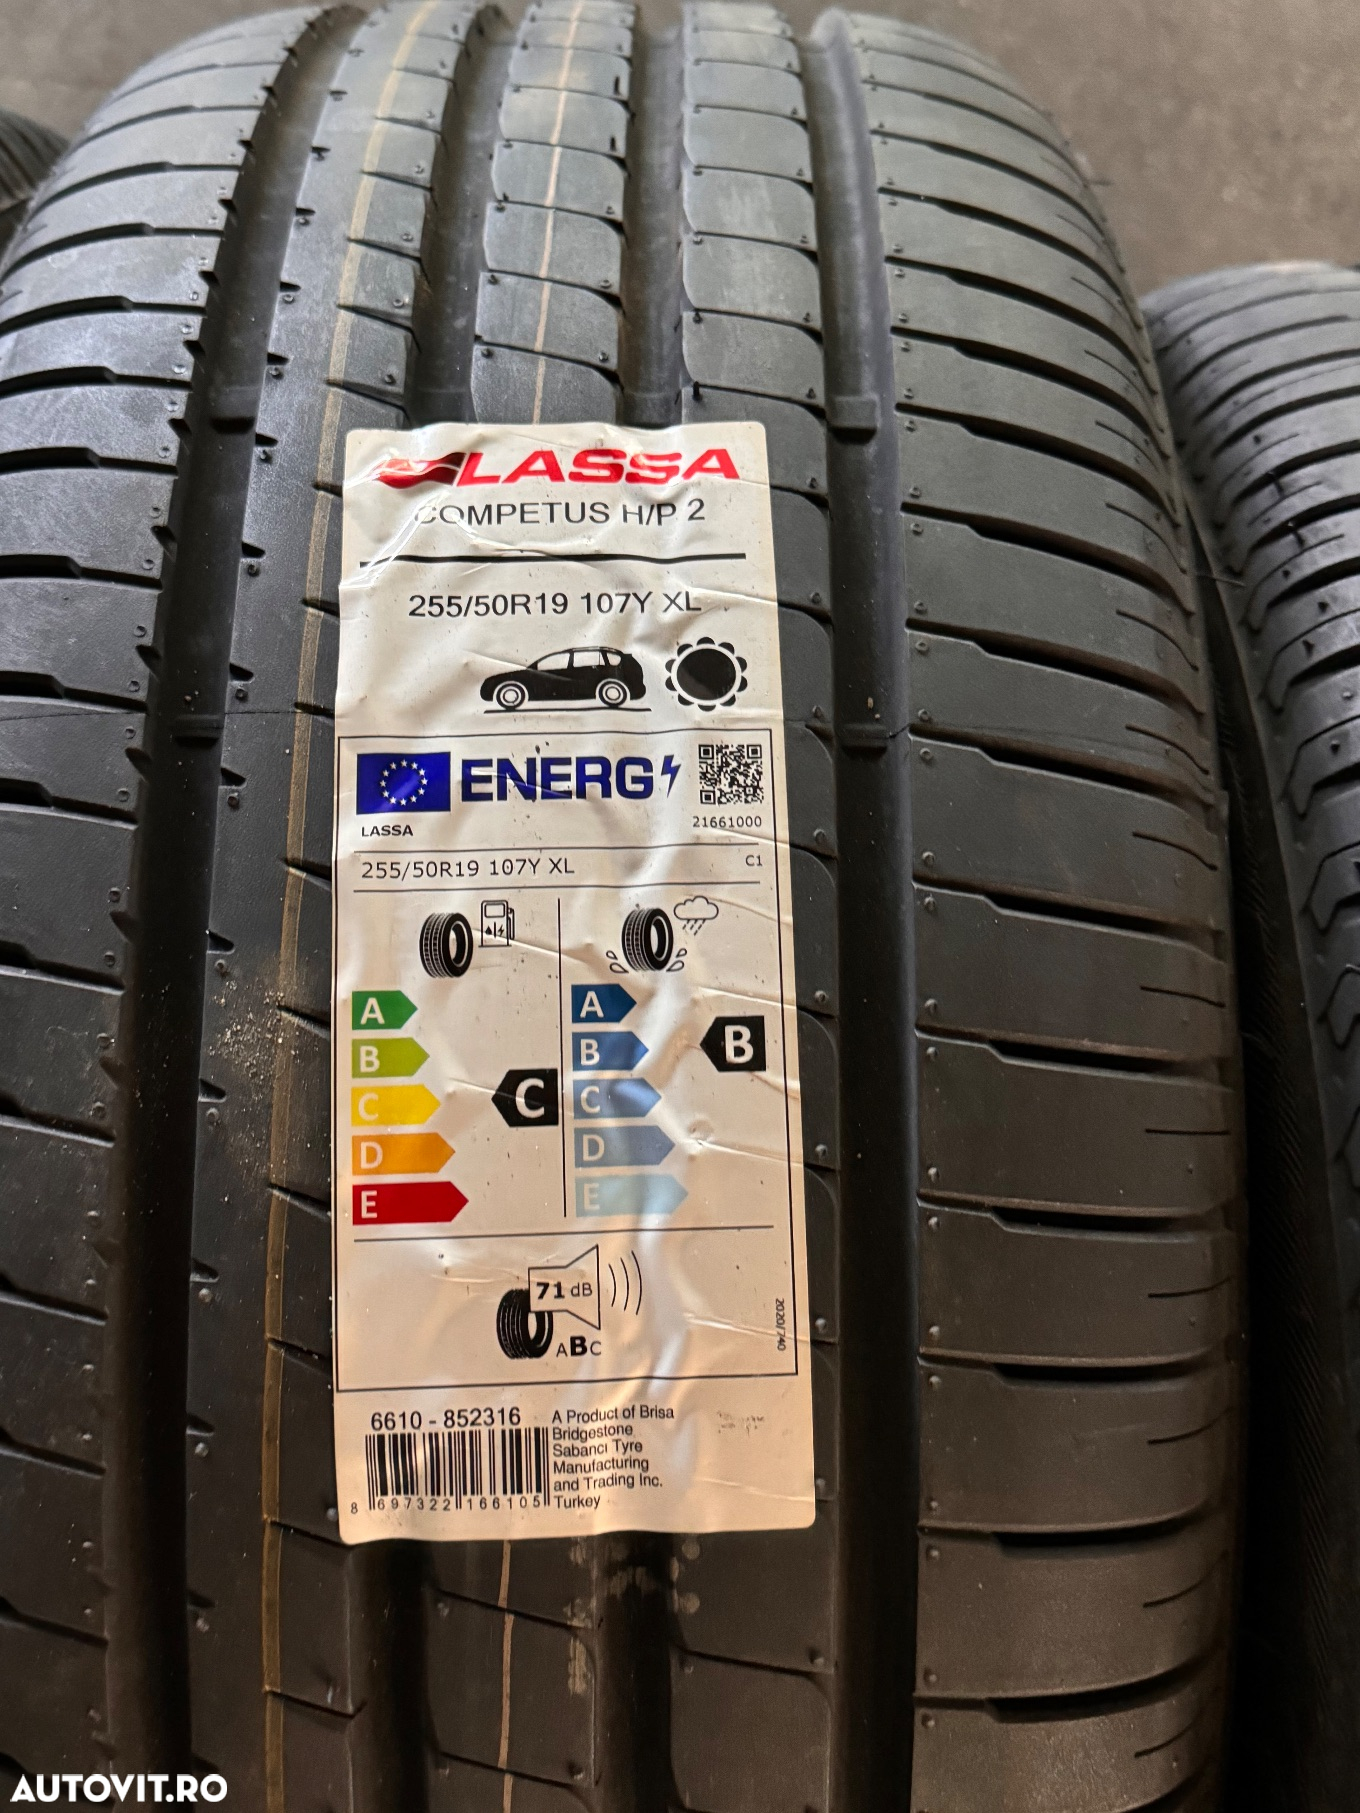 LASSA
COMPETUS H/P 2
255/50R19 107Y XL
ENERG
21661000
LASSA
255/50R19 107Y XL C1
A A
B B B
C C C
D D
E E
71 dB
ABC
2020/740
6610 - 852316
8 697322 166105
A Product of Brisa
Bridgestone
Sabancı Tyre
Manufacturing
and Trading Inc.
Turkey
AUTOVIT.RO